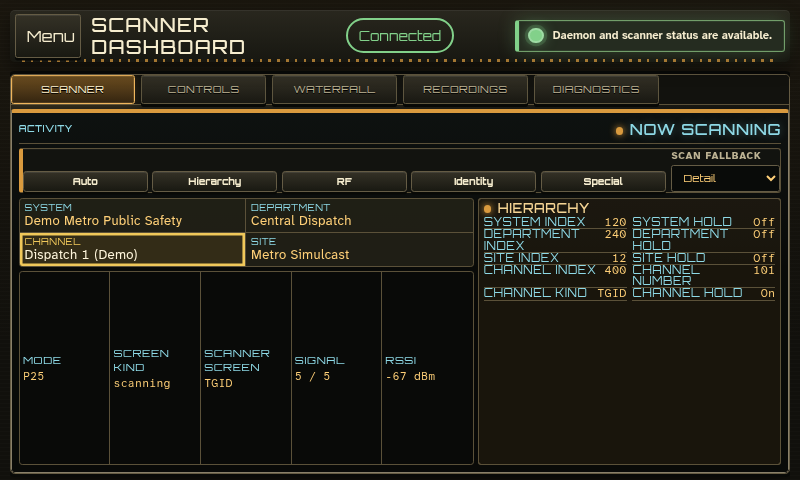 Menu
SCANNER
DASHBOARD
Connected
Daemon and scanner status are available.
SCANNER
CONTROLS
WATERFALL
RECORDINGS
DIAGNOSTICS
ACTIVITY
NOW SCANNING
SCAN FALLBACK
Auto
Hierarchy
RF
Identity
Special
Detail
SYSTEM
Demo Metro Public Safety
DEPARTMENT
Central Dispatch
CHANNEL
Dispatch 1 (Demo)
SITE
Metro Simulcast
MODE
P25
SCREEN
KIND
scanning
SCANNER
SCREEN
TGID
SIGNAL
5 / 5
RSSI
-67 dBm
HIERARCHY
SYSTEM INDEX 120
SYSTEM HOLD Off
DEPARTMENT 240
INDEX
DEPARTMENT Off
HOLD
SITE INDEX 12
SITE HOLD Off
CHANNEL INDEX 400
CHANNEL 101
NUMBER
CHANNEL KIND TGID
CHANNEL HOLD On